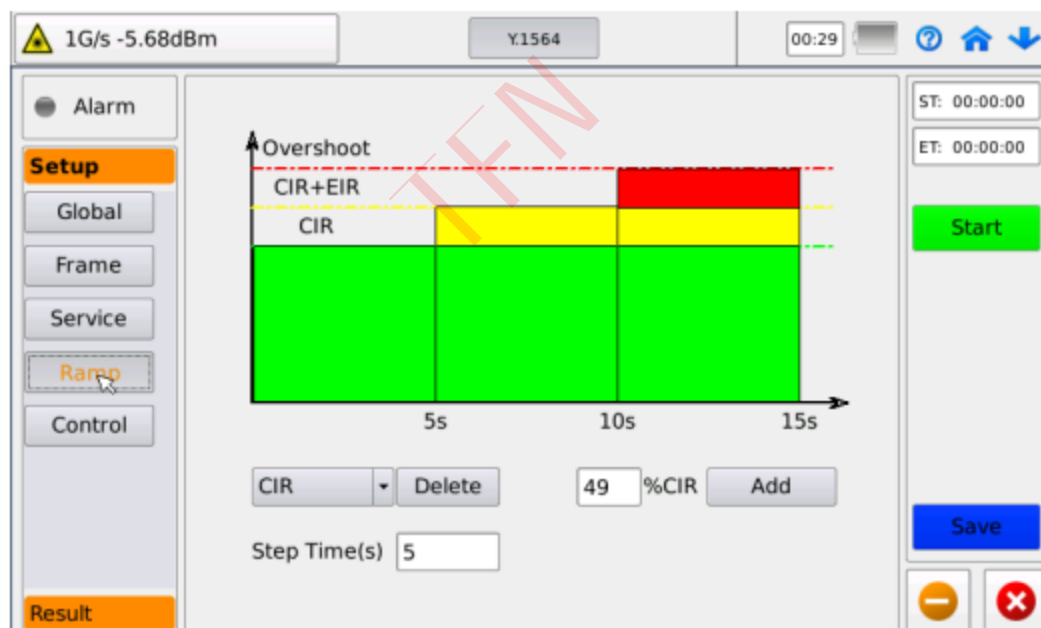 1G/s -5.68dBm
Y.1564
00:29
Alarm
ST: 00:00:00
ET: 00:00:00
Setup
Global
Frame
Service
Ramp
Control
Result
Overshoot
CIR+EIR
CIR
5s
10s
15s
CIR
Delete
49
%CIR
Add
Step Time(s)
5
Start
Save
TFN